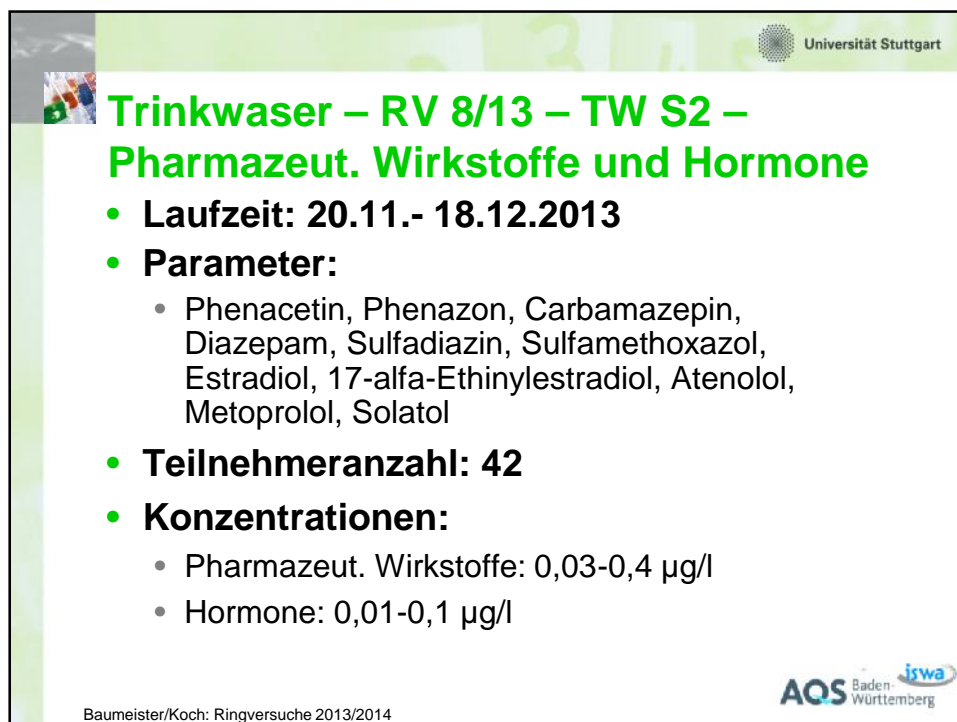 Universität Stuttgart
Trinkwaser – RV 8/13 – TW S2 –
Pharmazeut. Wirkstoffe und Hormone
• Laufzeit: 20.11.- 18.12.2013
• Parameter:
• Phenacetin, Phenazon, Carbamazepin,
Diazepam, Sulfadiazin, Sulfamethoxazol,
Estradiol, 17-alfa-Ethinylestradiol, Atenolol,
Metoprolol, Solatol
• Teilnehmeranzahl: 42
• Konzentrationen:
• Pharmazeut. Wirkstoffe: 0,03-0,4 µg/l
• Hormone: 0,01-0,1 µg/l
iswa
AQS Baden-
Württemberg
Baumeister/Koch: Ringversuche 2013/2014